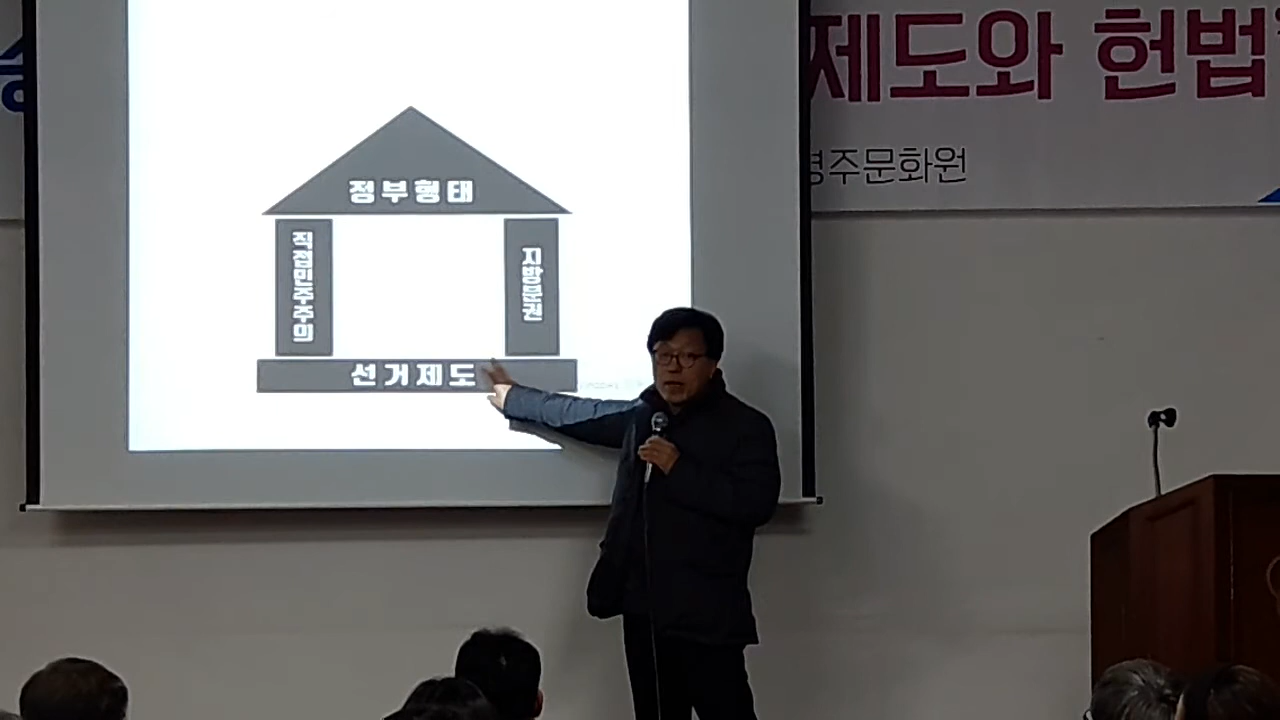 제도와 헌법
영주문화원
정부형태
직접민주주의
지방분권
선거제도